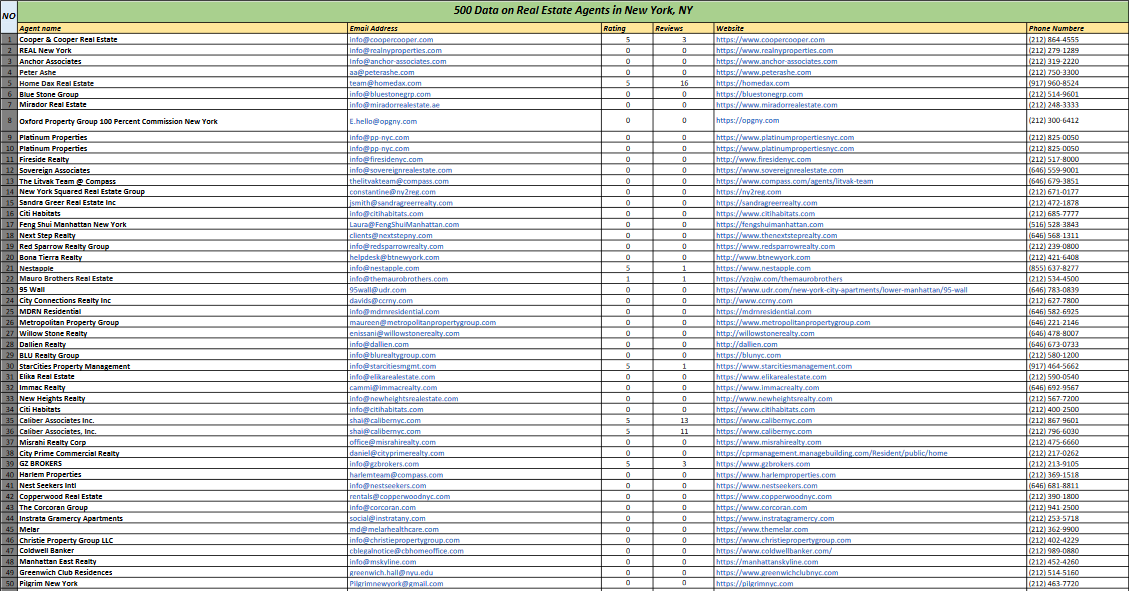 500 Data on Real Estate Agents in New York, NY
NO
Agent name Email Address Rating Reviews Website Phone Numbere
1 Cooper & Cooper Real Estate info@coopercooper.com 5 3 https://www.coopercooper.com (212) 864-4555
2 REAL New York info@realnyproperties.com 0 0 https://www.realnyproperties.com (212) 279-1289
3 Anchor Associates Info@anchor-associates.com 0 0 https://www.anchor-associates.com (212) 319-2220
4 Peter Ashe aa@peterashe.com 0 0 https://www.peterashe.com (212) 750-3300
5 Home Dax Real Estate team@homedax.com 5 16 https://homedax.com (917) 960-8524
6 Blue Stone Group info@bluestonegrp.com 0 0 https://bluestonegrp.com (212) 514-9601
7 Mirador Real Estate info@miradorrealestate.ae 0 0 https://www.miradorrealestate.com (212) 248-3333
8 Oxford Property Group 100 Percent Commission New York E.hello@opgny.com 0 0 https://opgny.com (212) 300-6412
9 Platinum Properties info@pp-nyc.com 0 0 https://www.platinumpropertiesnyc.com (212) 825-0050
10 Platinum Properties info@pp-nyc.com 0 0 https://www.platinumpropertiesnyc.com (212) 825-0050
11 Fireside Realty info@firesidenyc.com 0 0 http://www.firesidenyc.com (212) 517-8000
12 Sovereign Associates info@sovereignrealestate.com 0 0 https://www.sovereignrealestate.com (646) 559-9001
13 The Litvak Team @ Compass thelitvakteam@compass.com 0 0 https://www.compass.com/agents/litvak-team (646) 679-3851
14 New York Squared Real Estate Group constantine@ny2reg.com 0 0 https://ny2reg.com (212) 671-0177
15 Sandra Greer Real Estate Inc jsmith@sandragreerrealty.com 0 0 https://sandragreerrealty.com (212) 472-1878
16 Citi Habitats info@citihabitats.com 0 0 https://www.citihabitats.com (212) 685-7777
17 Feng Shui Manhattan New York Laura@FengShuiManhattan.com 0 0 https://fengshuimanhattan.com (516) 528-3843
18 Next Step Realty clients@nextstepny.com 0 0 https://www.thenextsteprealty.com (646) 568-1311
19 Red Sparrow Realty Group info@redsparrowrealty.com 0 0 https://www.redsparrowrealty.com (212) 239-0800
20 Bona Tierra Realty helpdesk@btnewyork.com 0 0 http://www.btnewyork.com (212) 421-6408
21 Nestapple info@nestapple.com 5 1 https://www.nestapple.com (855) 637-8277
22 Mauro Brothers Real Estate info@themaurobrothers.com 1 1 https://yzqjw.com/themaurobrothers (212) 534-4500
23 95 Wall 95wall@udr.com 0 0 https://www.udr.com/new-york-city-apartments/lower-manhattan/95-wall (646) 783-0839
24 City Connections Realty Inc davids@ccrny.com 0 0 http://www.ccrny.com (212) 627-7800
25 MDRN Residential info@mdrnresidential.com 0 0 https://mdrnresidential.com (646) 582-6925
26 Metropolitan Property Group maureen@metropolitanpropertygroup.com 0 0 https://www.metropolitanpropertygroup.com (646) 221-2146
27 Willow Stone Realty enissani@willowstonerealty.com 0 0 http://willowstonerealty.com (646) 478-8007
28 Dallien Realty info@dallien.com 0 0 http://dallien.com (646) 673-0733
29 BLU Realty Group info@blurealtygroup.com 0 0 https://blunyc.com (212) 580-1200
30 StarCities Property Management info@starcitiesmgmt.com 5 1 https://www.starcitiesmanagement.com (917) 464-5662
31 Elika Real Estate info@elikarealestate.com 0 0 https://www.elikarealestate.com (212) 590-0540
32 Immac Realty cammi@immacrealty.com 0 0 https://www.immacrealty.com (646) 692-9567
33 New Heights Realty info@newheightsrealestate.com 0 0 http://www.newheightsrealty.com (212) 567-7200
34 Citi Habitats info@citihabitats.com 0 0 https://www.citihabitats.com (212) 400-2500
35 Caliber Associates Inc. shai@calibernyc.com 5 13 https://www.calibernyc.com (212) 867-9601
36 Caliber Associates, Inc. shai@calibernyc.com 5 11 https://www.calibernyc.com (212) 796-6030
37 Misrahi Realty Corp office@misrahirealty.com 0 0 https://www.misrahirealty.com (212) 475-6660
38 City Prime Commercial Realty daniel@cityprimerealty.com 0 0 https://cprmanagement.managebuilding.com/Resident/public/home (212) 217-0262
39 GZ BROKERS info@gzbrokers.com 5 3 https://www.gzbrokers.com (212) 213-9105
40 Harlem Properties harlemteam@compass.com 0 0 https://www.harlemproperties.com (212) 369-1518
41 Nest Seekers Intl info@nestseekers.com 0 0 https://www.nestseekers.com (646) 681-8811
42 Copperwood Real Estate rentals@copperwoodnyc.com 0 0 https://www.copperwoodnyc.com (212) 390-1800
43 The Corcoran Group info@corcoran.com 0 0 https://www.corcoran.com (212) 941-2500
44 Instrata Gramercy Apartments social@instratany.com 0 0 https://www.instratagramercy.com (212) 253-5718
45 Melar md@melarhealthcare.com 0 0 https://www.themelar.com (212) 362-9900
46 Christie Property Group LLC info@christiepropertygroup.com 0 0 https://www.christiepropertygroup.com (212) 402-4229
47 Coldwell Banker cblegalnotice@cbhomeoffice.com 0 0 https://www.coldwellbanker.com/ (212) 989-0880
48 Manhattan East Realty info@mskyline.com 0 0 https://manhattanskyline.com (212) 452-4260
49 Greenwich Club Residences greenwich.hall@nyu.edu 0 0 https://www.greenwichclubnyc.com (212) 514-5160
50 Pilgrim New York Pilgrimnewyork@gmail.com 0 0 https://pilgrimnyc.com (212) 463-7720